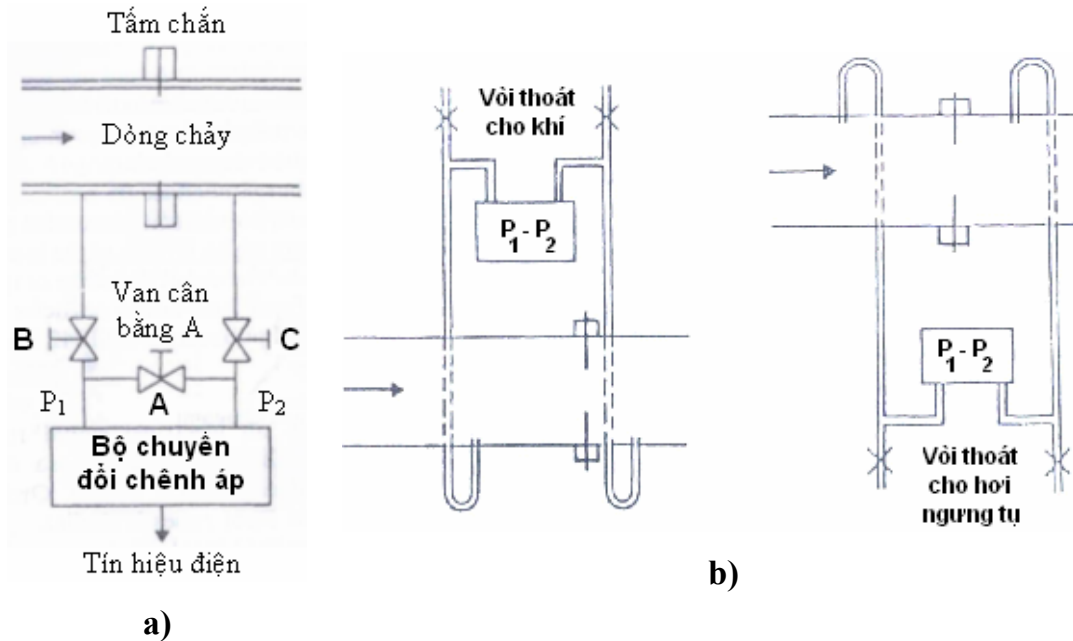 Tấm chắn
Dòng chảy
Van cân
bằng A
B
C
A
P1
P2
Bộ chuyển
đổi chênh áp
Tín hiệu điện
a)
Vòi thoát
cho khí
P1 - P2
P1 - P2
Vòi thoát
cho hơi
ngưng tụ
b)